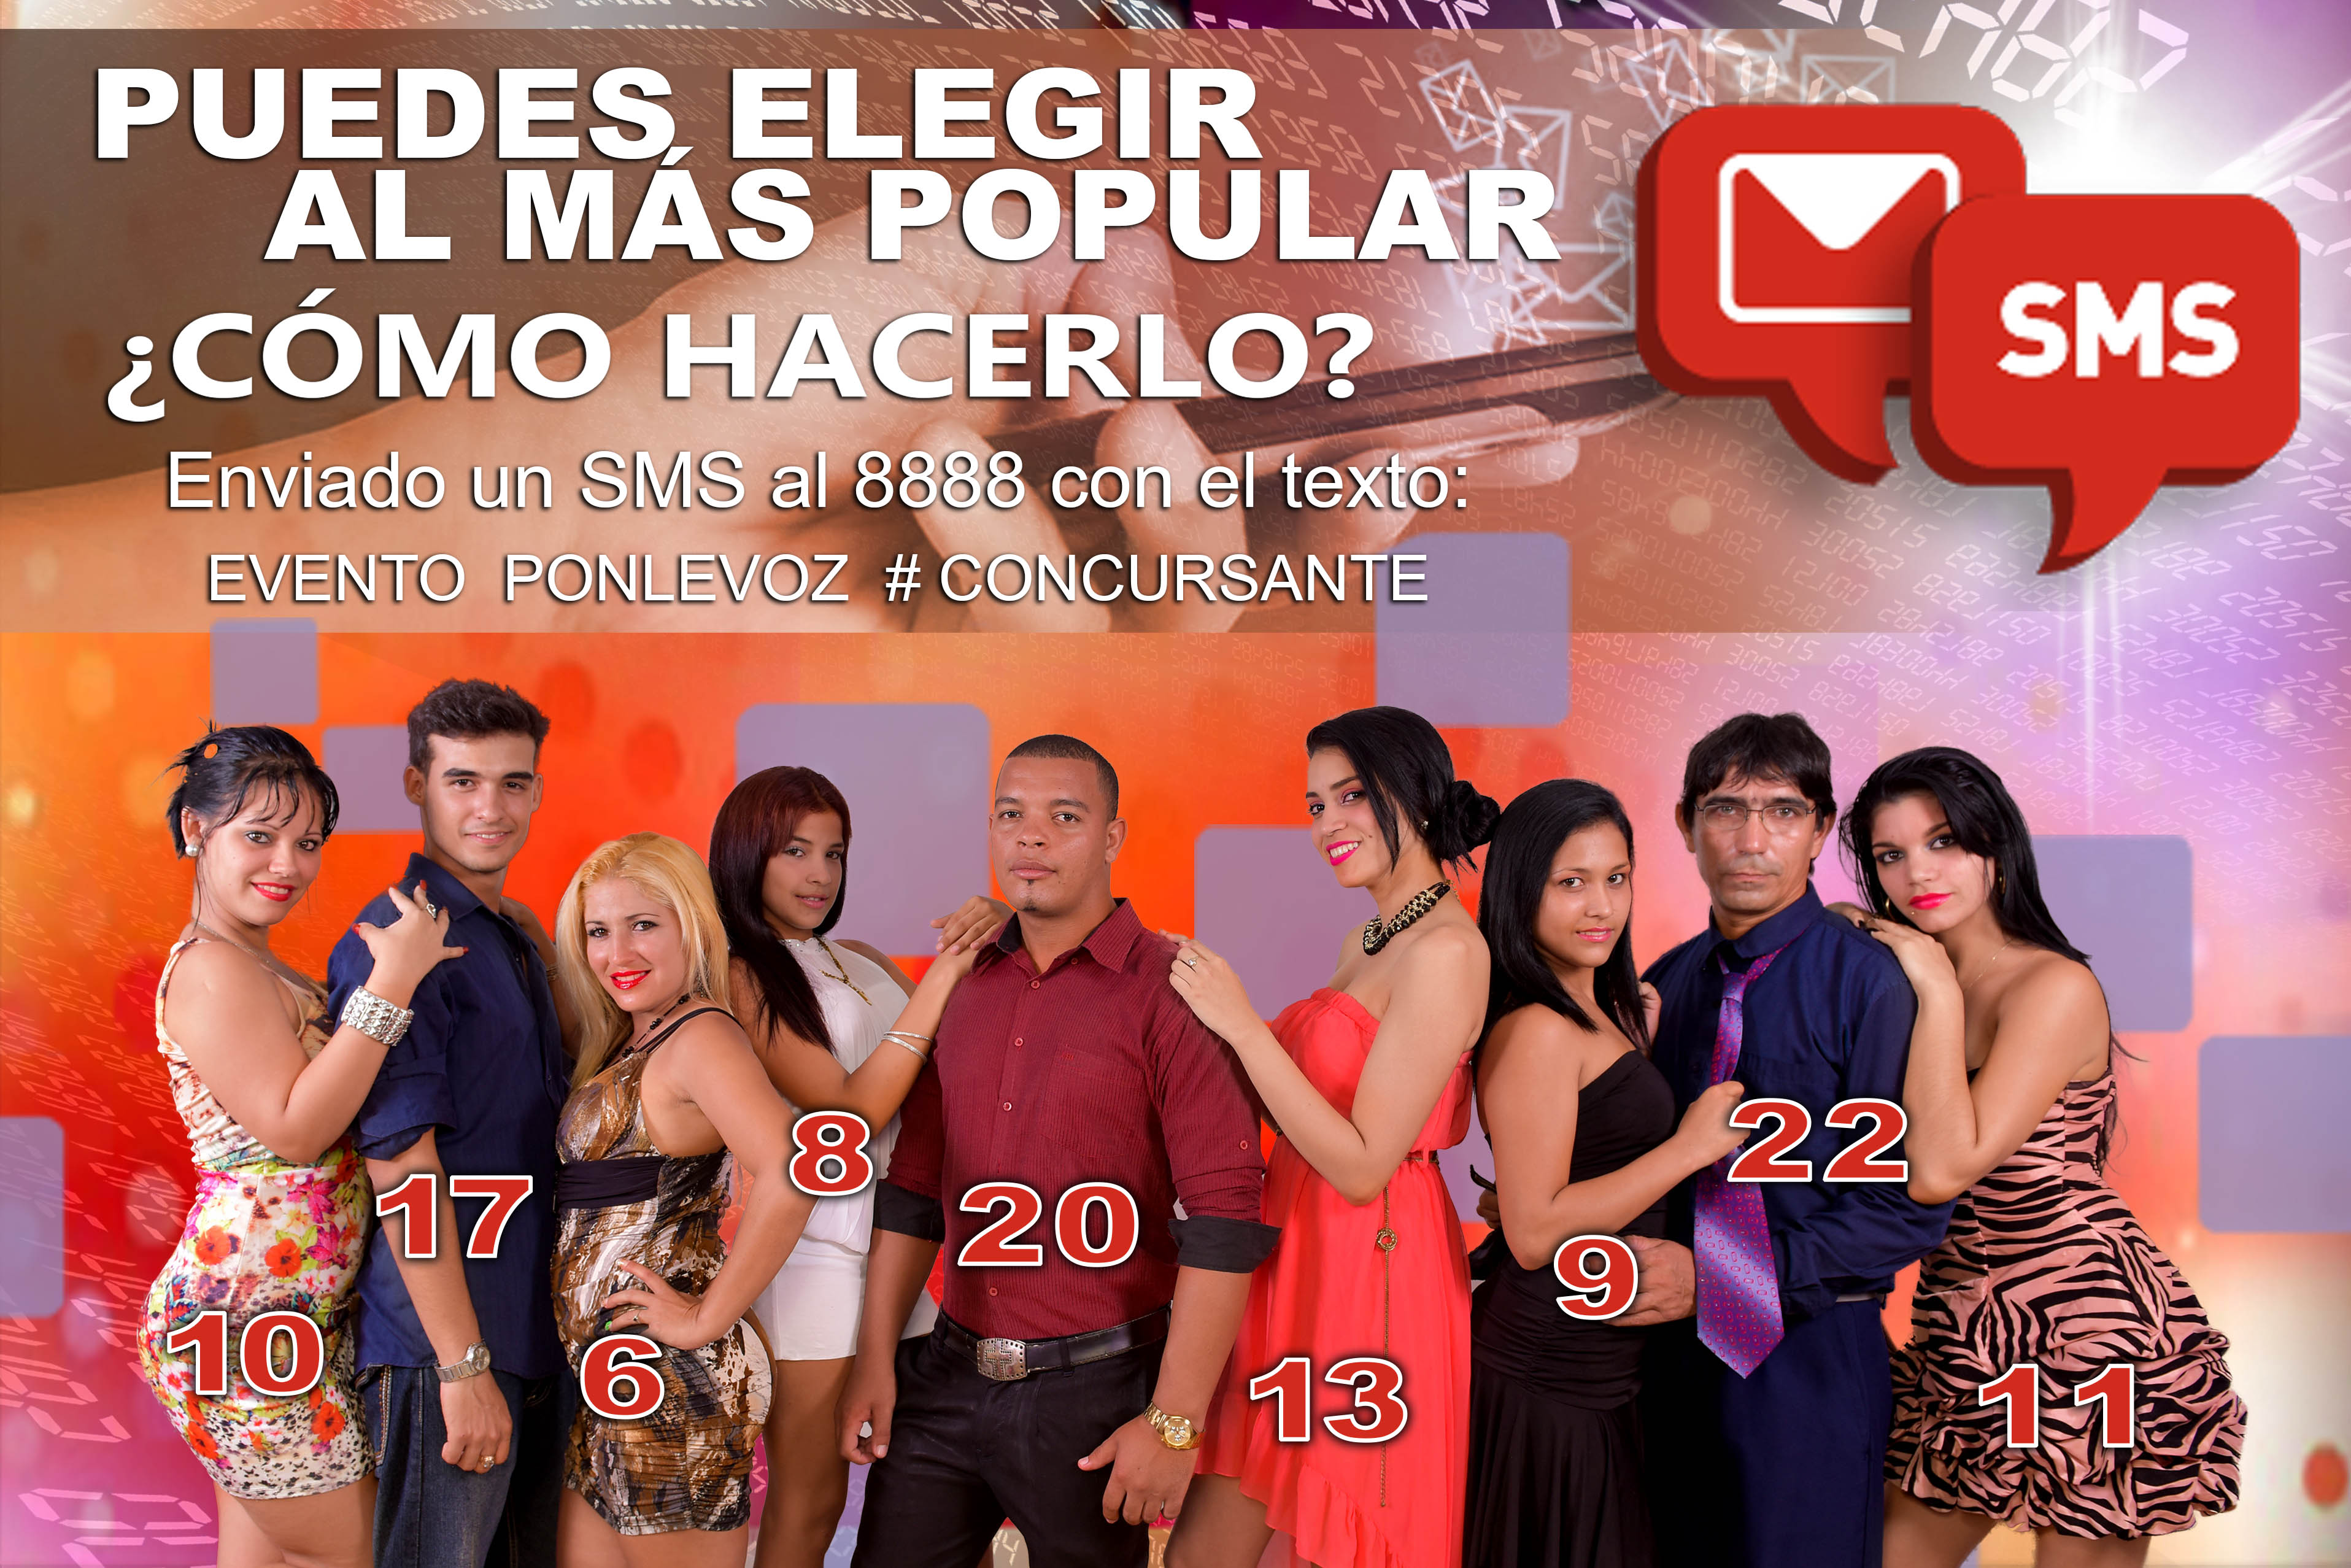 PUEDES ELEGIR
AL MÁS POPULAR
¿CÓMO HACERLO?
Enviado un SMS al 8888 con el texto:
EVENTO PONLEVOZ # CONCURSANTE
SMS
8
22
17
20
9
10
6
13
11